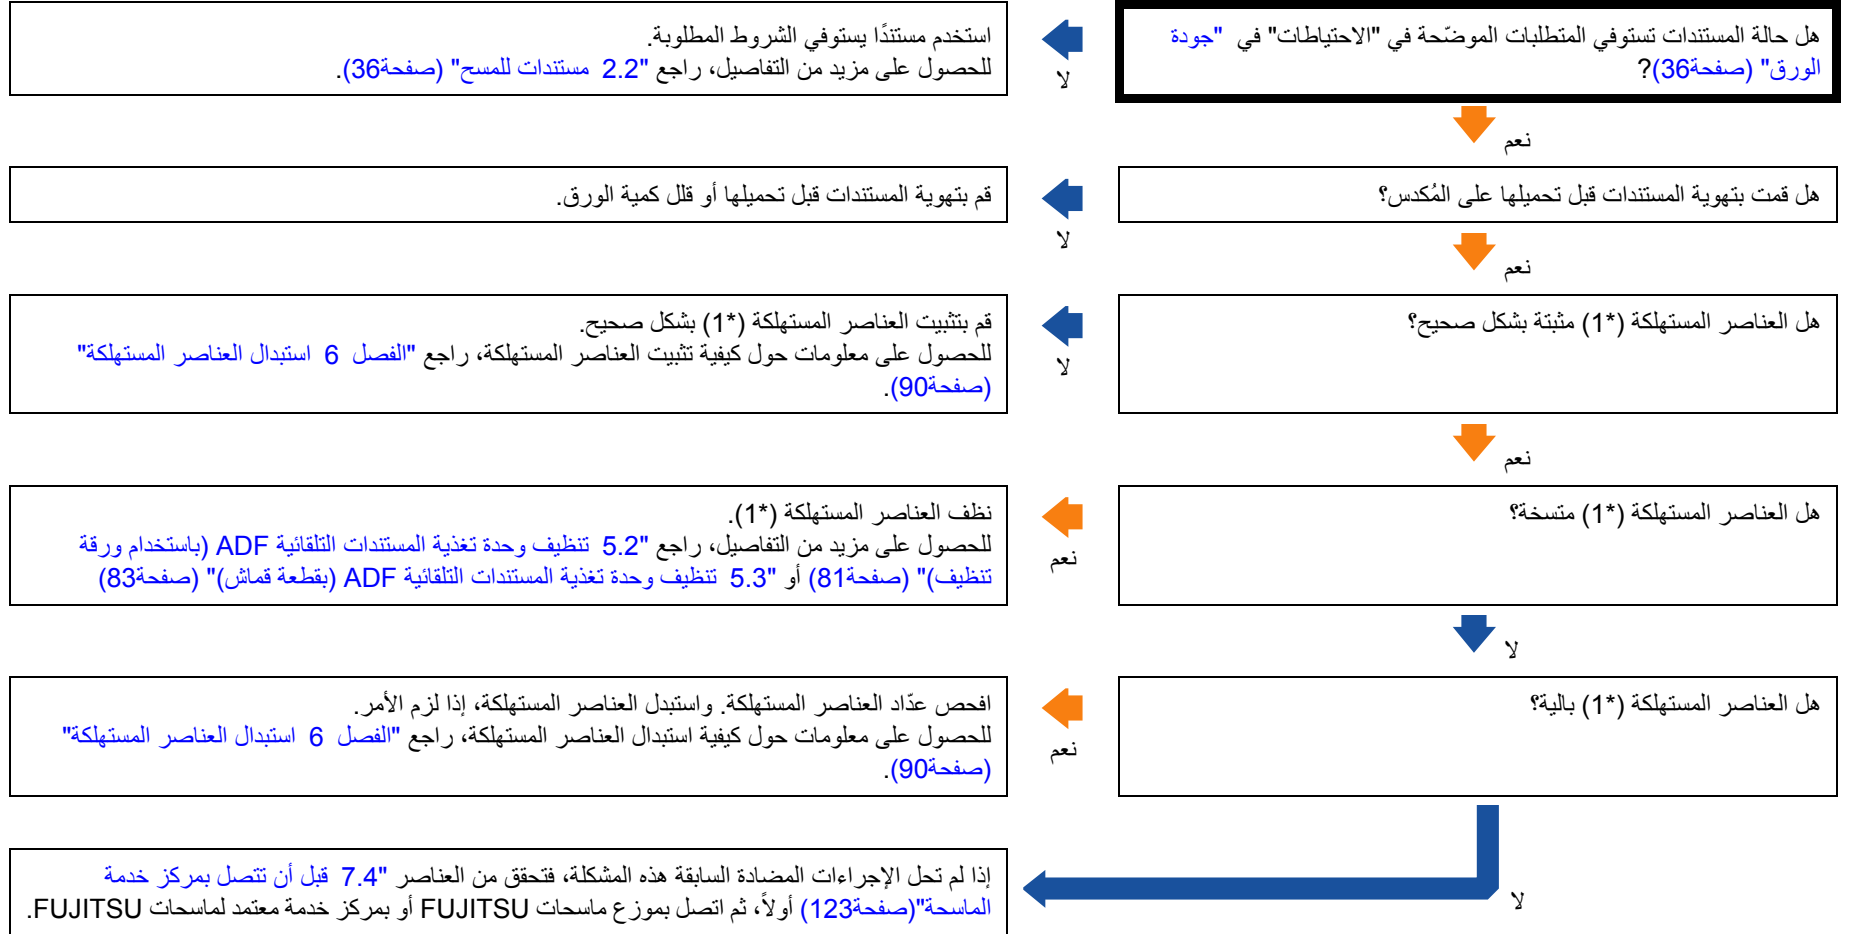 هل حالة المستندات تستوفي المتطلبات الموضّحة في "الاحتياطات" في "جودة
الورق" (صفحة36)?
لا
استخدم مستندًا يستوفي الشروط المطلوبة.
للحصول على مزيد من التفاصيل، راجع "2.2 مستندات للمسح" (صفحة36).
نعم
هل قمت بتهوية المستندات قبل تحميلها على المُكدس؟
لا
قم بتهوية المستندات قبل تحميلها أو قلل كمية الورق.
نعم
هل العناصر المستهلكة (*1) مثبتة بشكل صحيح؟
لا
قم بتثبيت العناصر المستهلكة (*1) بشكل صحيح.
للحصول على معلومات حول كيفية تثبيت العناصر المستهلكة، راجع "الفصل 6 استبدال العناصر المستهلكة"
(صفحة90).
نعم
هل العناصر المستهلكة (*1) متسخة؟
نعم
نظف العناصر المستهلكة (*1).
للحصول على مزيد من التفاصيل، راجع "5.2 تنظيف وحدة تغذية المستندات التلقائية ADF (باستخدام ورقة
تنظيف)" (صفحة81) أو "5.3 تنظيف وحدة تغذية المستندات التلقائية ADF (بقطعة قماش)" (صفحة83)
لا
هل العناصر المستهلكة (*1) بالية؟
نعم
افحص عدّاد العناصر المستهلكة. واستبدل العناصر المستهلكة، إذا لزم الأمر.
للحصول على معلومات حول كيفية استبدال العناصر المستهلكة، راجع "الفصل 6 استبدال العناصر المستهلكة"
(صفحة90).
لا
إذا لم تحل الإجراءات المضادة السابقة هذه المشكلة، فتحقق من العناصر "7.4 قبل أن تتصل بمركز خدمة
الماسحة"(صفحة123) أولاً، ثم اتصل بموزع ماسحات FUJITSU أو بمركز خدمة معتمد لماسحات FUJITSU.